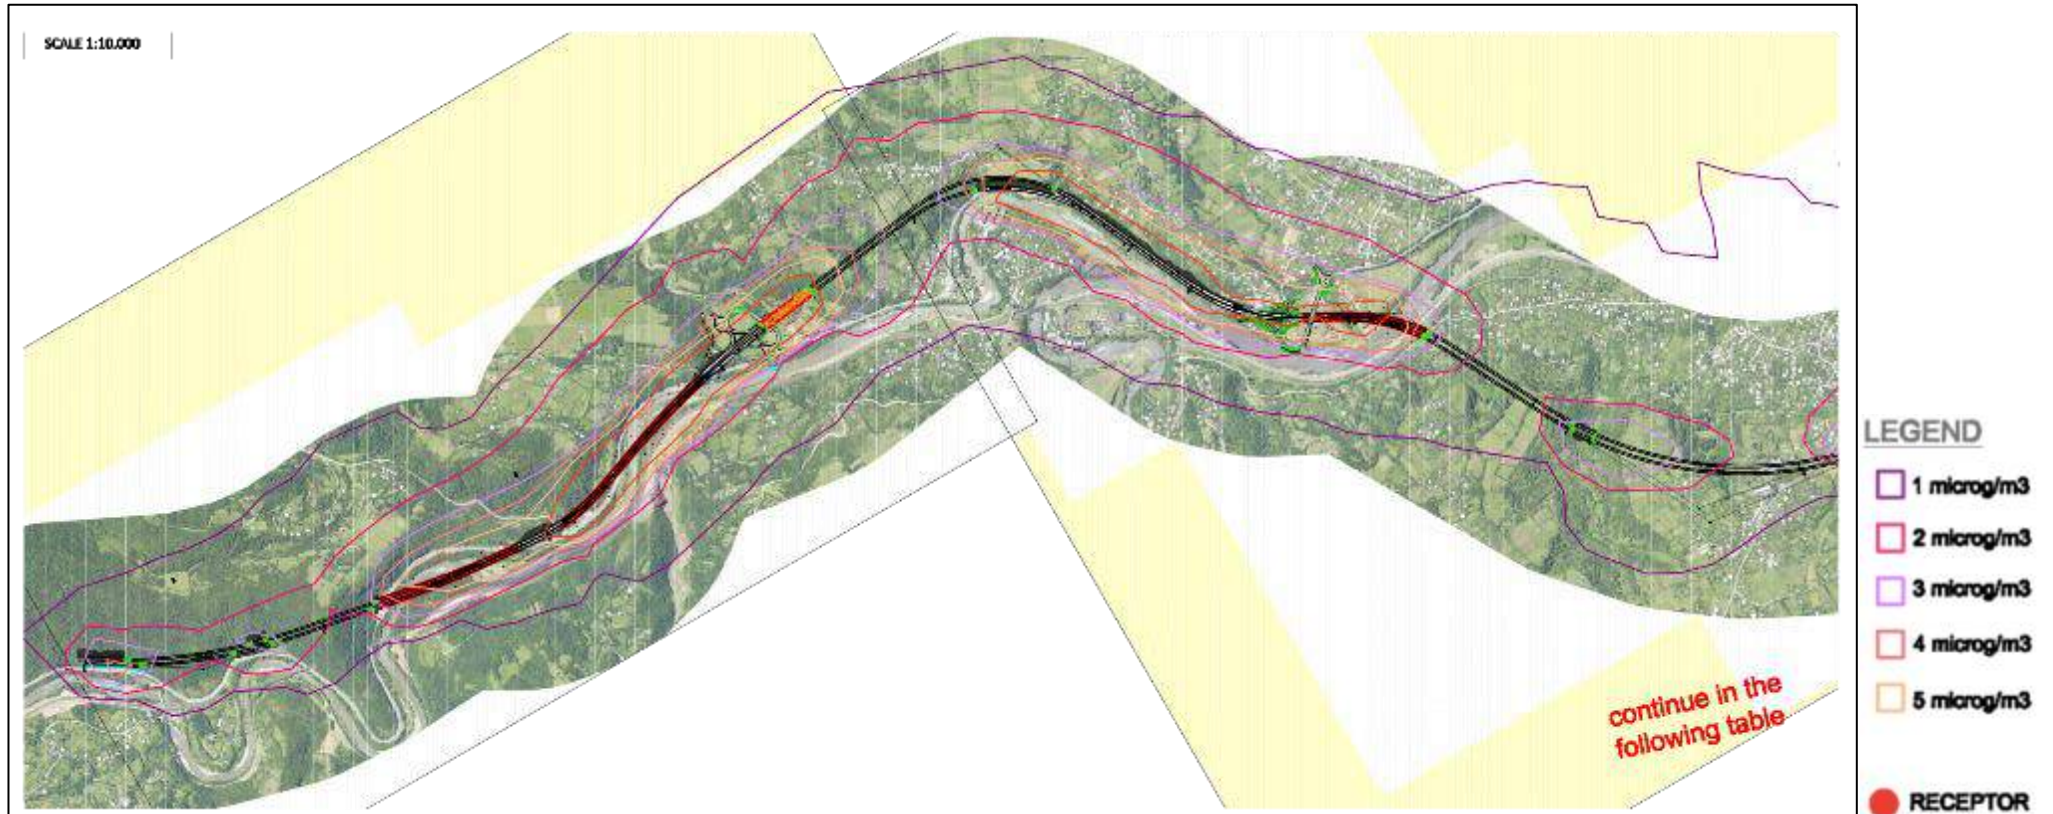 SCALE 1:10.000
LEGEND
1 microg/m3
2 microg/m3
3 microg/m3
4 microg/m3
5 microg/m3
RECEPTOR
continue in the
following table